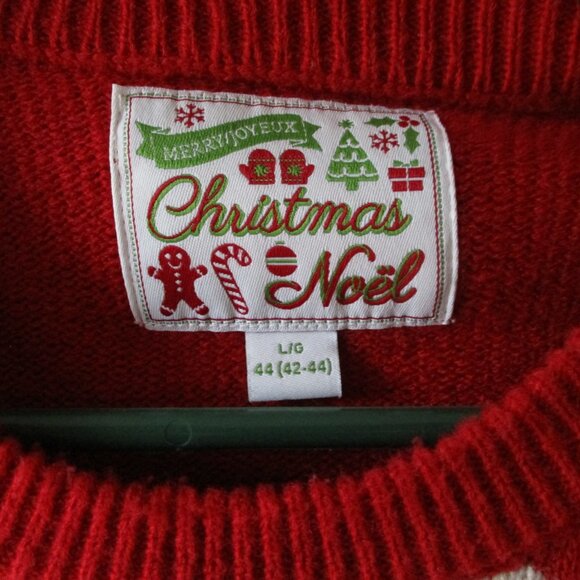 MERRY/JOYEUX
Christmas
Noël
L/G
44 (42-44)